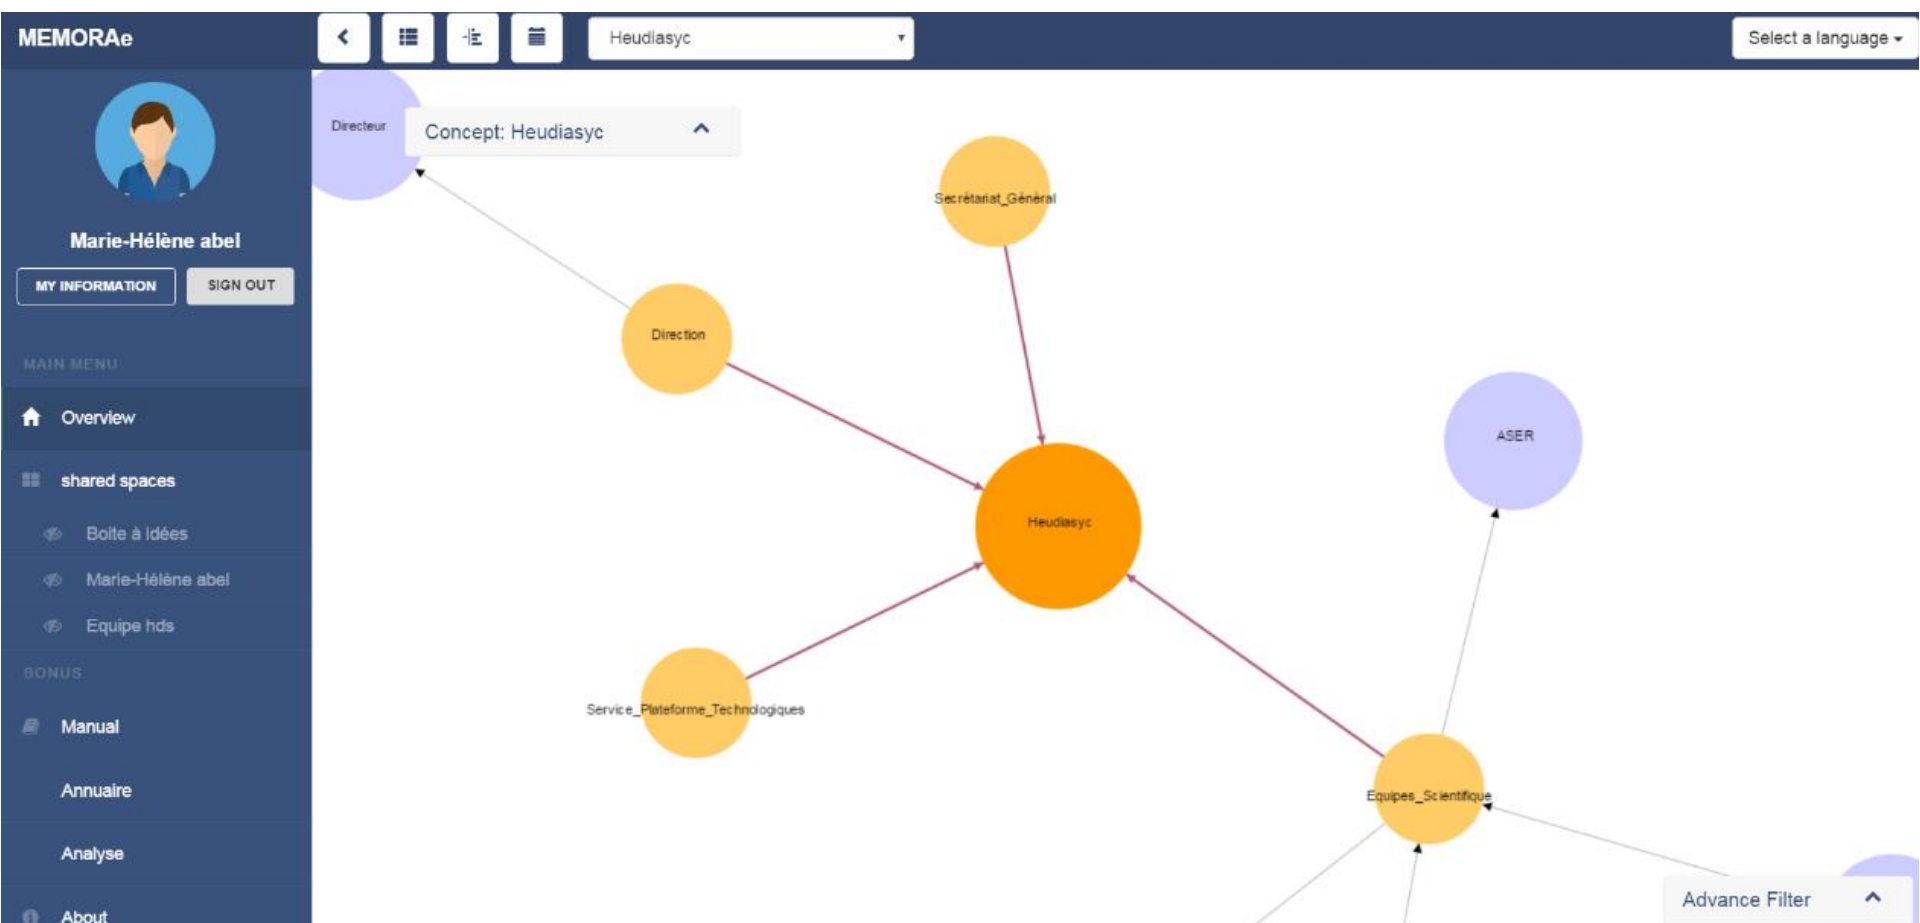 MEMORAe
Heudiasyc
Select a language
Marie-Hélène abel
MY INFORMATION
SIGN OUT
MAIN MENU
Overview
shared spaces
Boite à idées
Marie-Hélène abel
Equipe hds
BONUS
Manual
Annuaire
Analyse
About
Directeur
Concept: Heudiasyc
Secrétariat_Général
Direction
ASER
Heudiasyc
Service_Plateforme_Technologiques
Equipes_Scientifique
Advance Filter